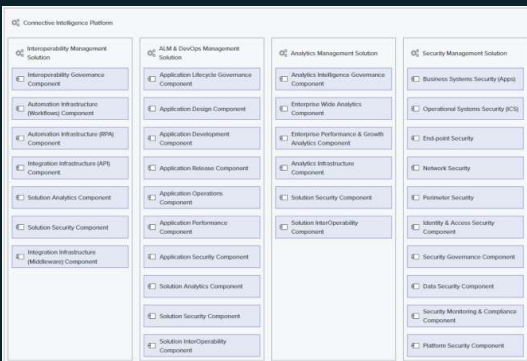 Connective Intelligence Platform
Interoperability Management
Solution
Interoperability Governance
Component
Automation Infrastructure
(Workflows) Component
Automation Infrastructure (RPA)
Component
Integration Infrastructure (API)
Component
Solution Analytics Component
Solution Security Component
Integration Infrastructure
(Middleware) Component
ALM & DevOps Management
Solution
Application Lifecycle Governance
Component
Application Design Component
Application Development
Component
Application Release Component
Application Operations
Component
Application Performance
Component
Application Security Component
Solution Analytics Component
Solution Security Component
Solution InterOperability
Component
Analytics Management Solution
Analytics Intelligence Governance
Component
Enterprise Wide Analytics
Component
Enterprise Performance & Growth
Analytics Component
Analytics Infrastructure
Component
Solution Security Component
Solution InterOperability
Component
Security Management Solution
Business Systems Security (Apps)
Operational Systems Security (ICS)
End-point Security
Network Security
Perimeter Security
Identity & Access Security
Component
Security Governance Component
Data Security Component
Security Monitoring & Compliance
Component
Platform Security Component